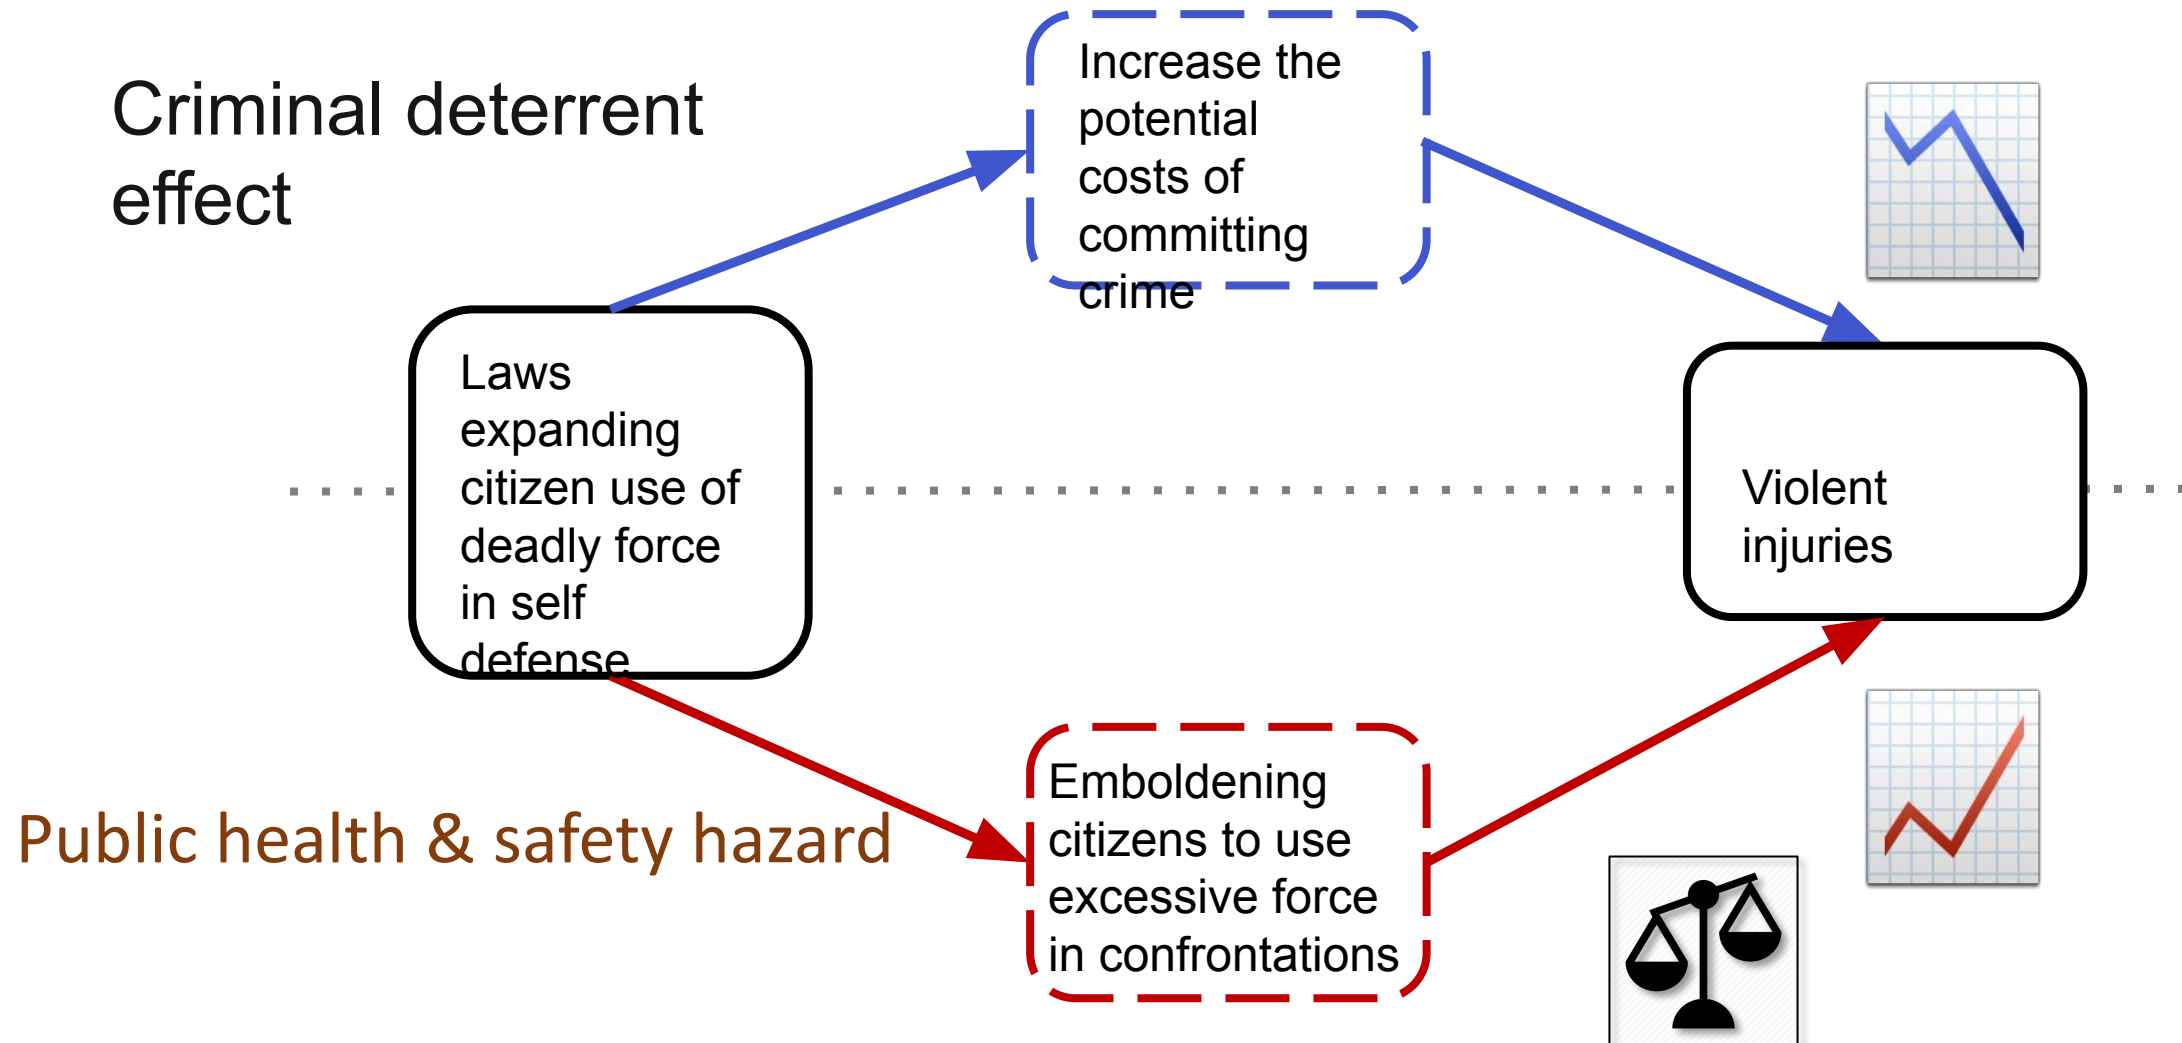 Criminal deterrent
effect
Increase the
potential
costs of
committing
crime
Laws
expanding
citizen use of
deadly force
in self
defense
Violent
injuries
Public health & safety hazard
Emboldening
citizens to use
excessive force
in confrontations